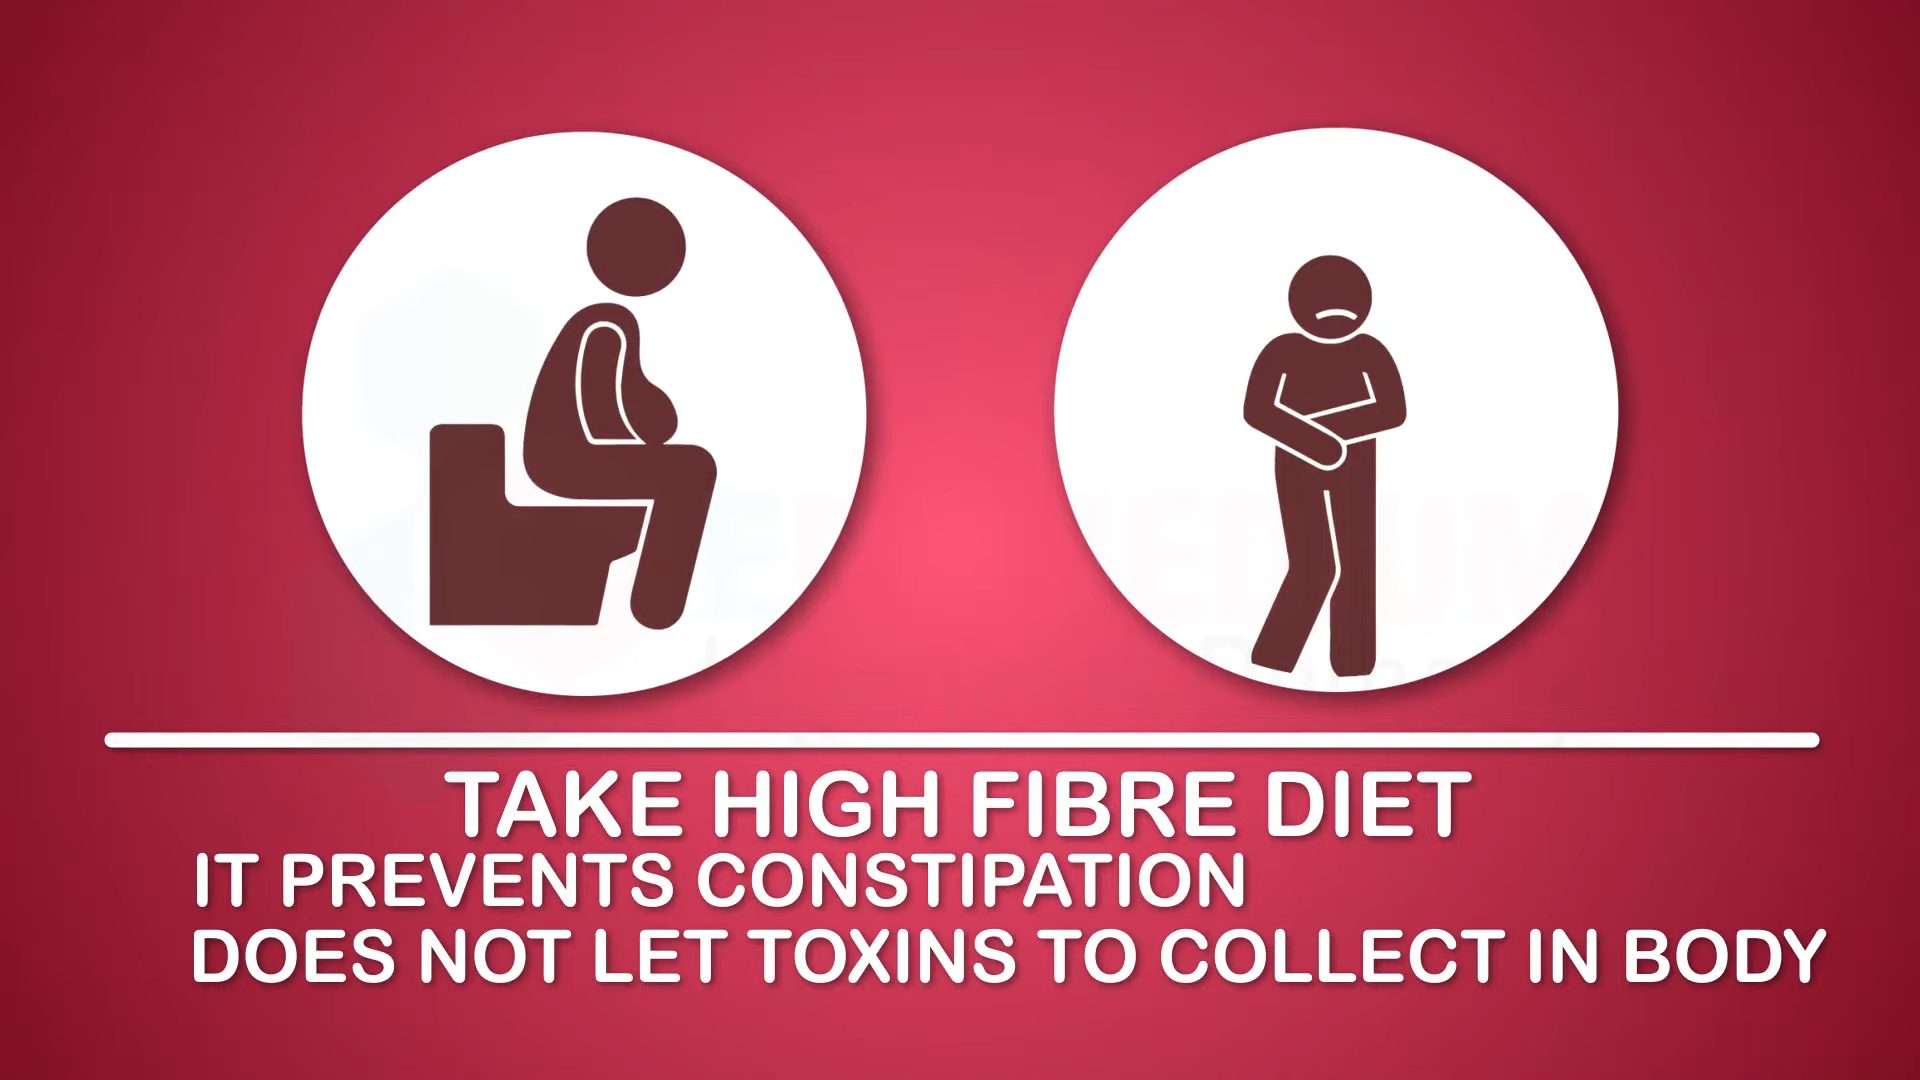 TAKE HIGH FIBRE DIET
IT PREVENTS CONSTIPATION
DOES NOT LET TOXINS TO COLLECT IN BODY